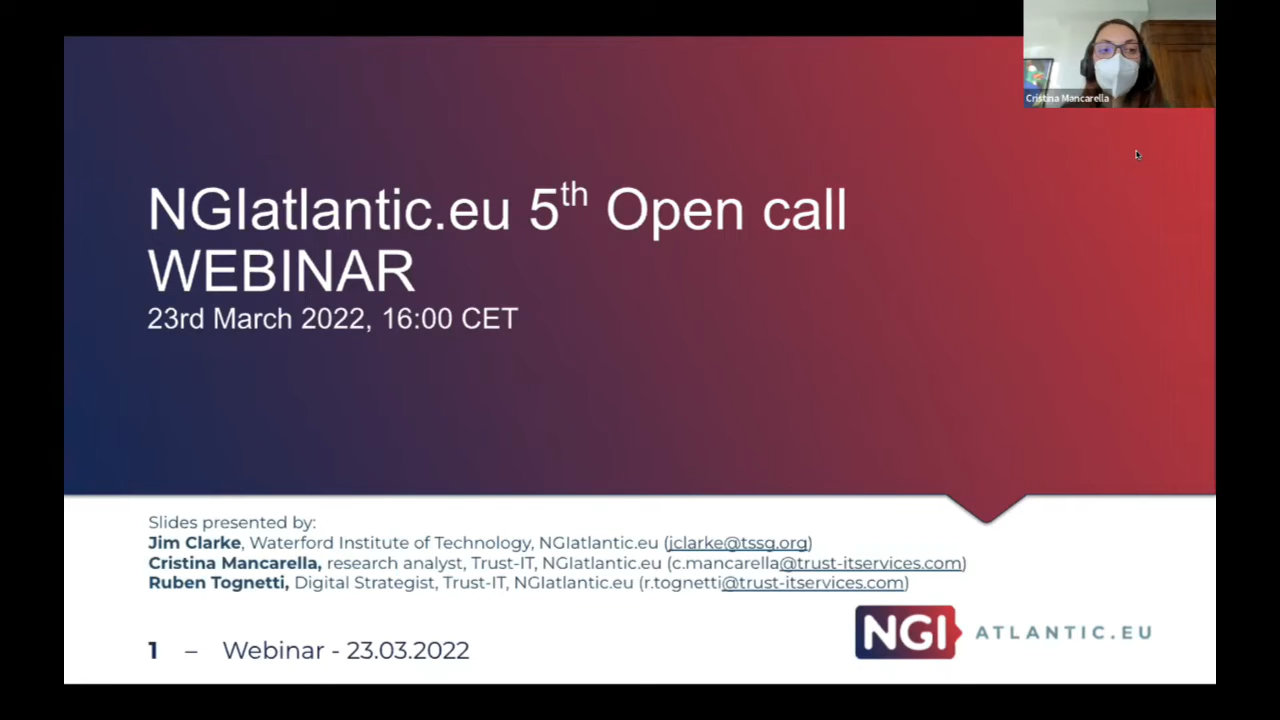 Cristina Mancarella
NGIatlantic.eu 5th Open call
WEBINAR
23rd March 2022, 16:00 CET
Slides presented by:
Jim Clarke, Waterford Institute of Technology, NGIatlantic.eu (jclarke@tssg.org)
Cristina Mancarella, research analyst, Trust-IT, NGIatlantic.eu (c.mancarella@trust-itservices.com)
Ruben Tognetti, Digital Strategist, Trust-IT, NGIatlantic.eu (r.tognetti@trust-itservices.com)
NGI ATLANTIC.EU
1 – Webinar - 23.03.2022